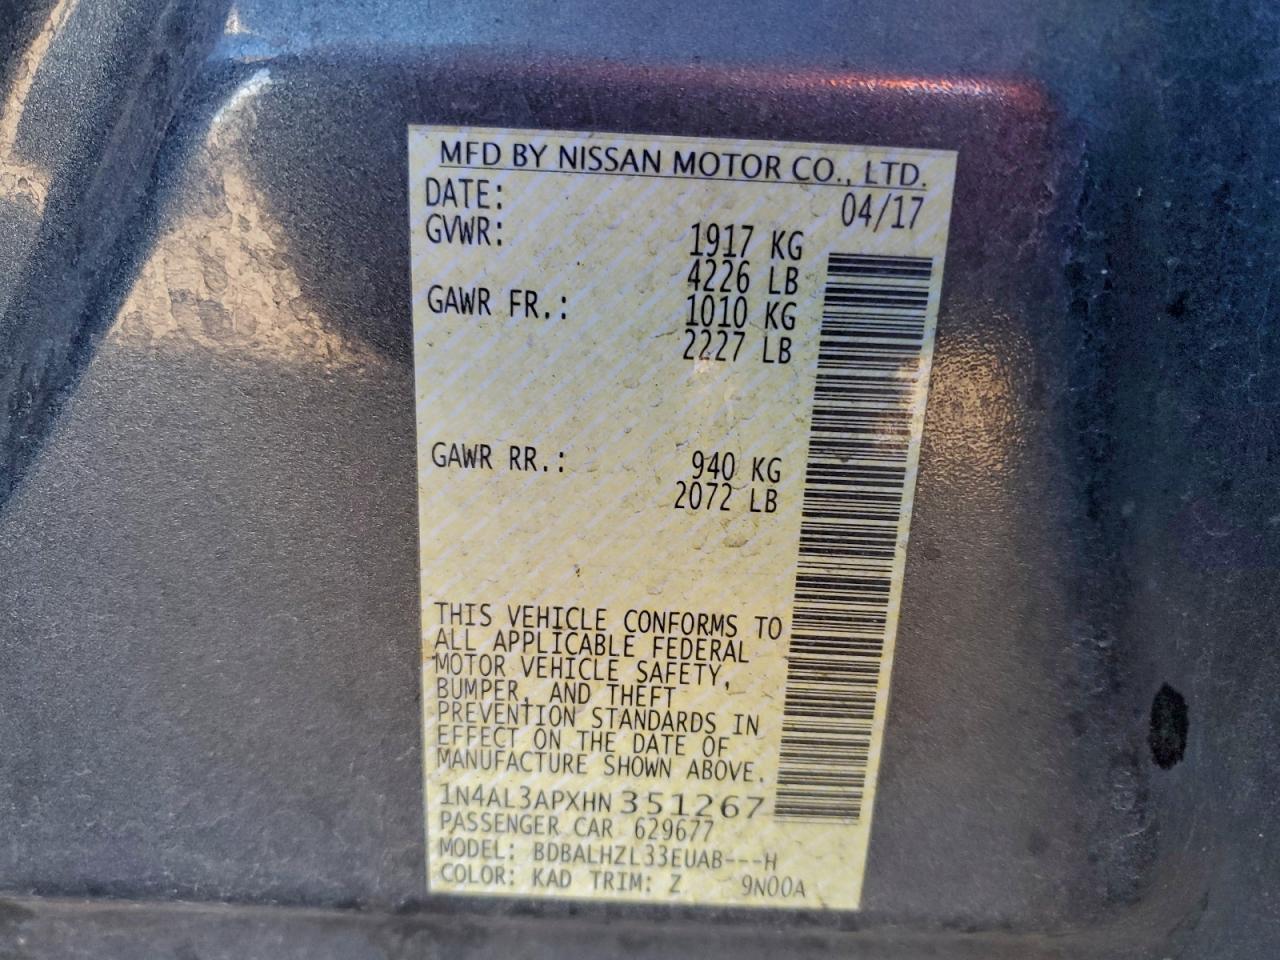 MFD BY NISSAN MOTOR CO., LTD.
DATE: 04/17
GVWR: 1917 KG
4226 LB
GAWR FR.: 1010 KG
2227 LB
GAWR RR.: 940 KG
2072 LB
THIS VEHICLE CONFORMS TO
ALL APPLICABLE FEDERAL
MOTOR VEHICLE SAFETY,
BUMPER, AND THEFT
PREVENTION STANDARDS IN
EFFECT ON THE DATE OF
MANUFACTURE SHOWN ABOVE.
1N4AL3APXHN351267
PASSENGER CAR 629677
MODEL: BDBALHZL33EUAB---H
COLOR: KAD TRIM: Z 9N00A